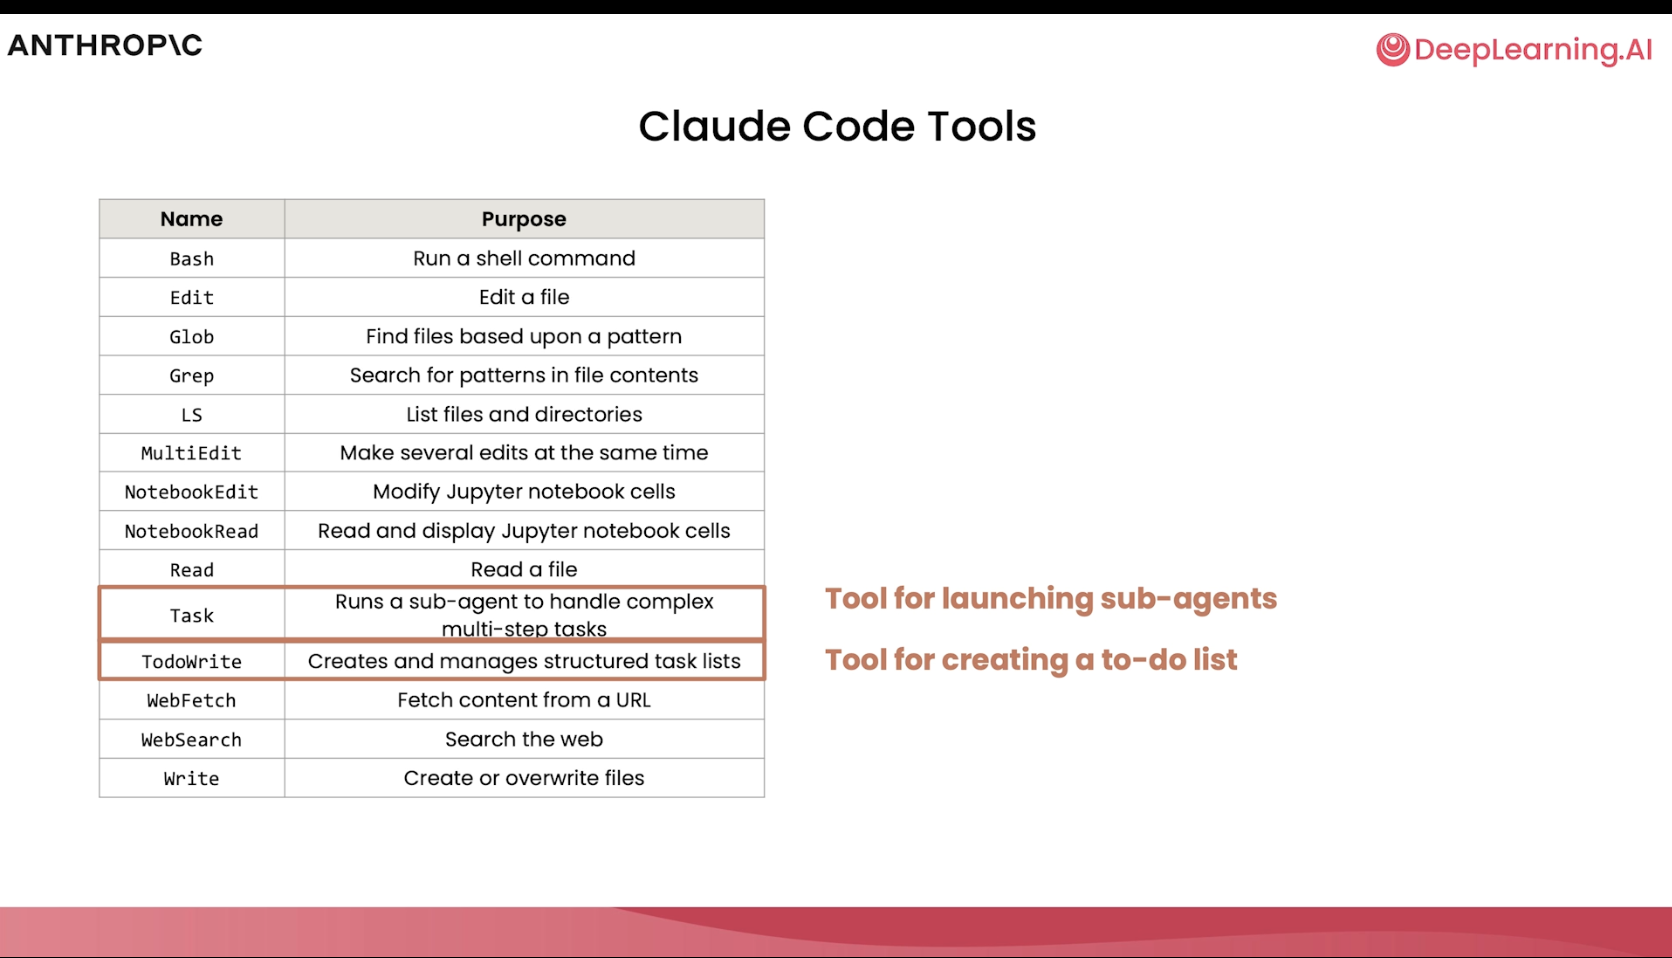 ANTHROP\C
DeepLearning.AI
Claude Code Tools
Name Purpose
Bash Run a shell command
Edit Edit a file
Glob Find files based upon a pattern
Grep Search for patterns in file contents
LS List files and directories
MultiEdit Make several edits at the same time
NotebookEdit Modify Jupyter notebook cells
NotebookRead Read and display Jupyter notebook cells
Read Read a file
Task Runs a sub-agent to handle complex
multi-step tasks
Tool for launching sub-agents
TodoWrite Creates and manages structured task lists
Tool for creating a to-do list
WebFetch Fetch content from a URL
WebSearch Search the web
Write Create or overwrite files